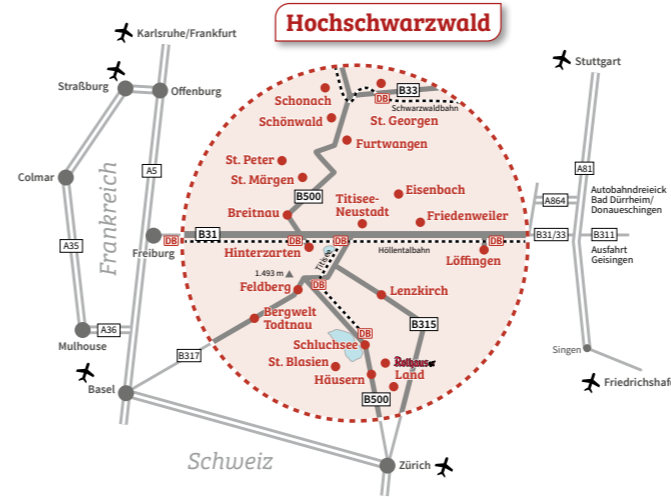 Hochschwarzwald
Karlsruhe/Frankfurt
Stuttgart
Straßburg
Offenburg
B33
DB
Schonach
Schwarzwaldbahn
St. Georgen
Schönwald
Furtwangen
St. Peter
A81
A5
Colmar
St. Märgen
Frankreich
B500
Eisenbach
A864
Autobahndreieick
Bad Dürrheim/
Donaueschingen
Titisee-
Neustadt
Breitnau
Friedenweiler
A35
B31
B31/33
B311
DB
DB
DB
DB
Freiburg
Hinterzarten
Höllentalbahn
Löffingen
Ausfahrt
Geisingen
1.493 m
Feldberg
DB
Lenzkirch
Bergwelt
Todtnau
A36
B315
DB
Mulhouse
Schluchsee
Singen
B317
St. Blasien
Rothaus
Land
Häusern
Basel
B500
Schweiz
Zürich